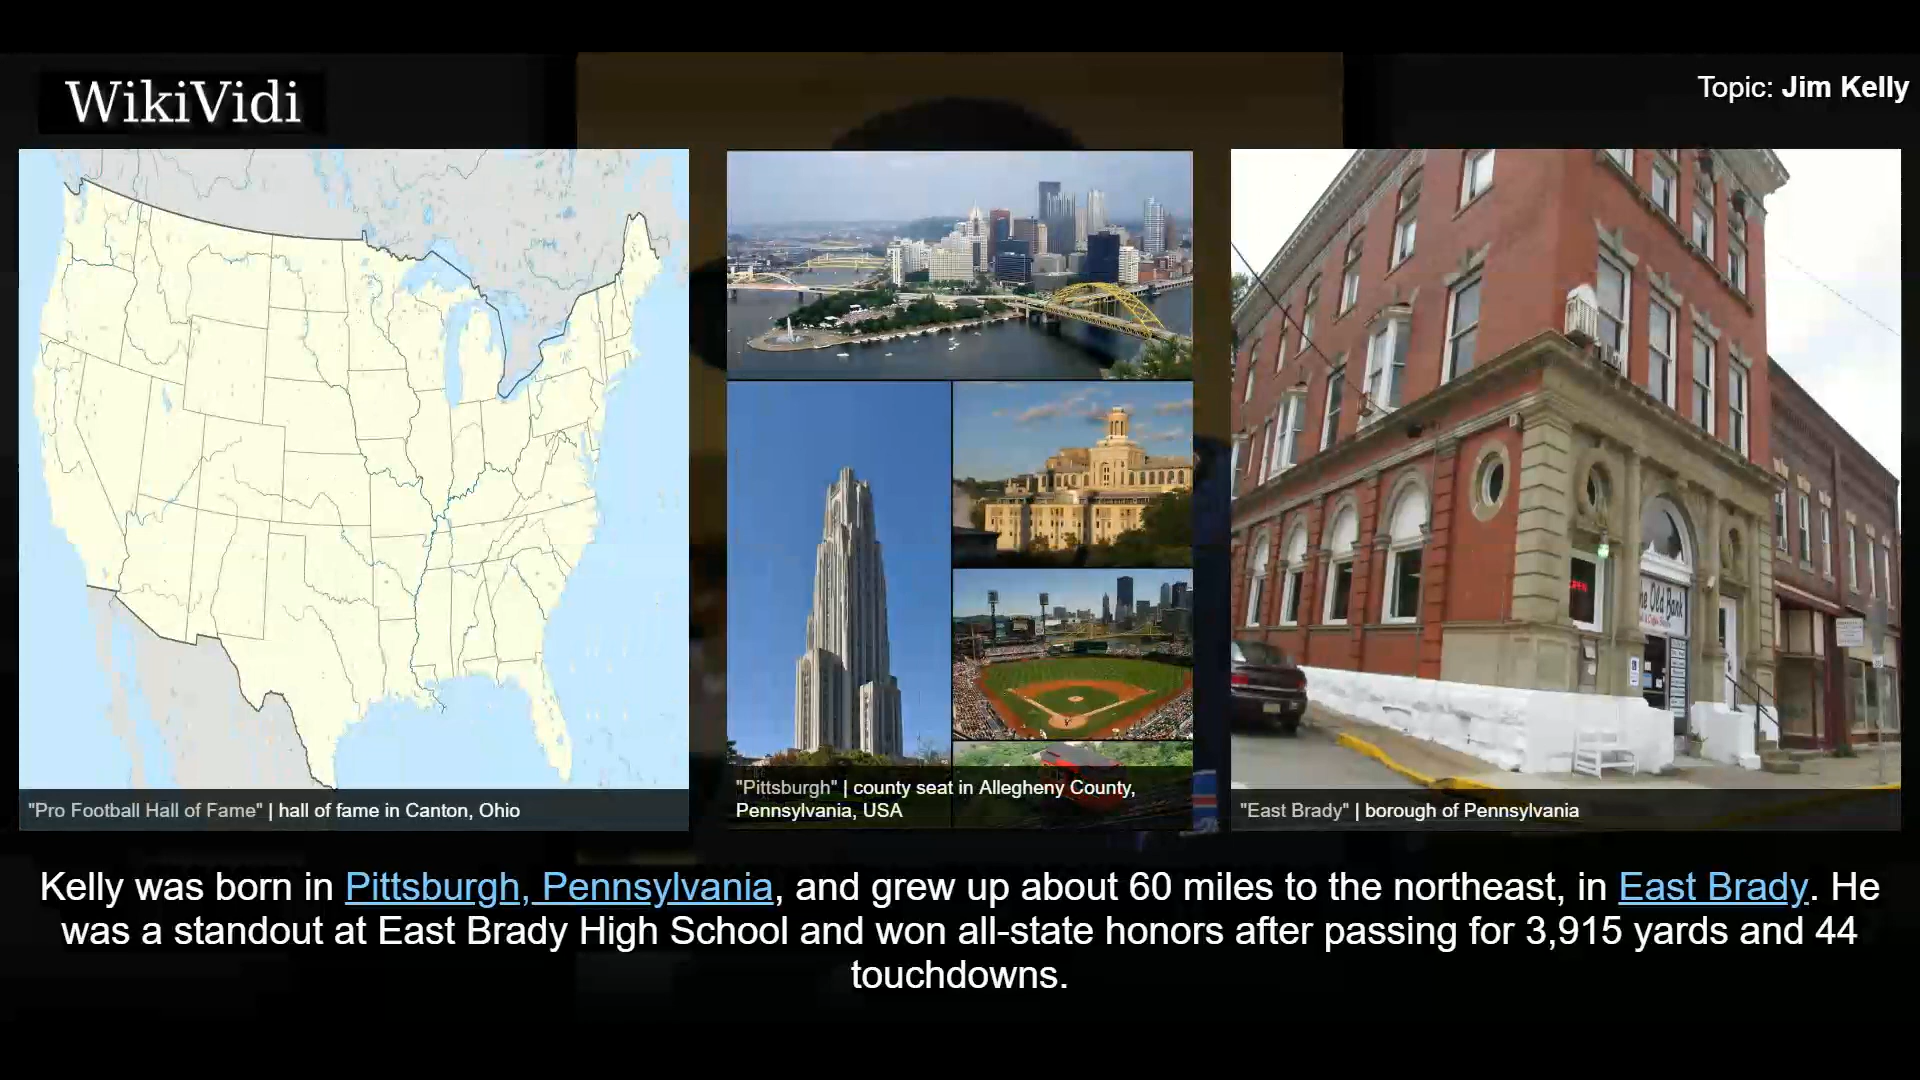 WikiVidi
Topic: Jim Kelly
OPEN
Old Bank
"Pro Football Hall of Fame" | hall of fame in Canton, Ohio
"Pittsburgh" | county seat in Allegheny County,
Pennsylvania, USA
"East Brady" | borough of Pennsylvania
Kelly was born in Pittsburgh, Pennsylvania, and grew up about 60 miles to the northeast, in East Brady. He
was a standout at East Brady High School and won all-state honors after passing for 3,915 yards and 44
touchdowns.